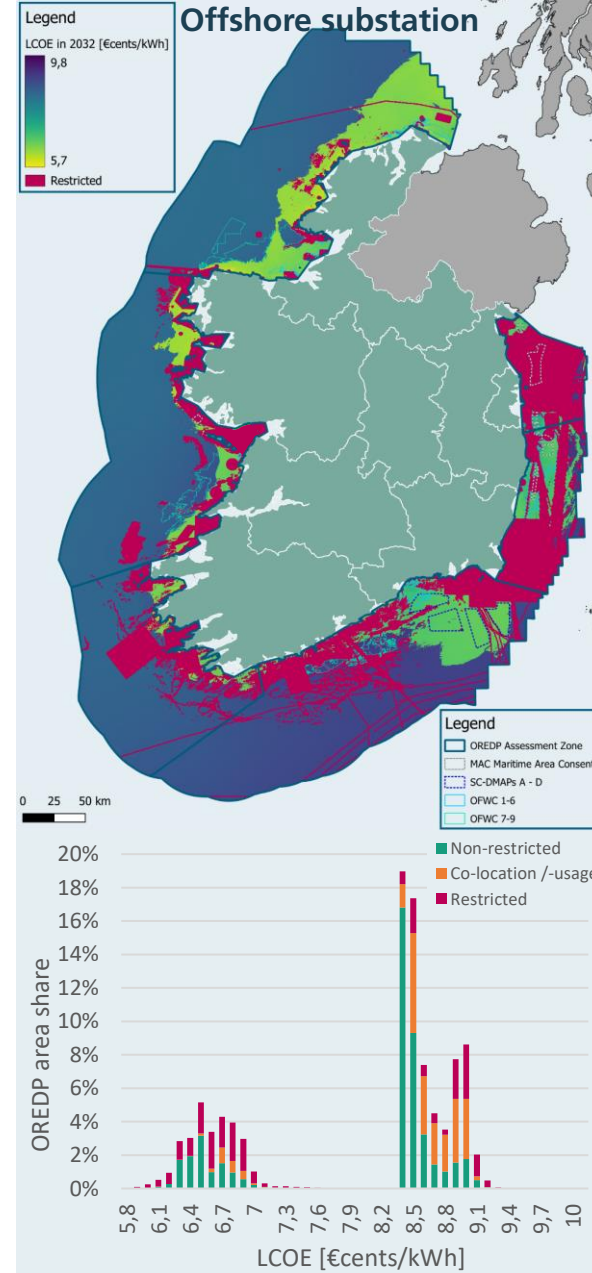 Offshore substation
Legend
LCOE in 2032 [€cents/kWh]
9,8
5,7
Restricted
Legend
OREDP Assessment Zone
MAC Maritime Area Consent
SC-DMAPs A - D
OFWC 1-6
OFWC 7-9
0 25 50 km
Non-restricted
Co-location /-usage
Restricted
20%
18%
16%
14%
12%
10%
8%
6%
4%
2%
0%
OREDP area share
5,8 6,1 6,4 6,7 7 7,3 7,6 7,9 8,2 8,5 8,8 9,1 9,4 9,7 10
LCOE [€cents/kWh]